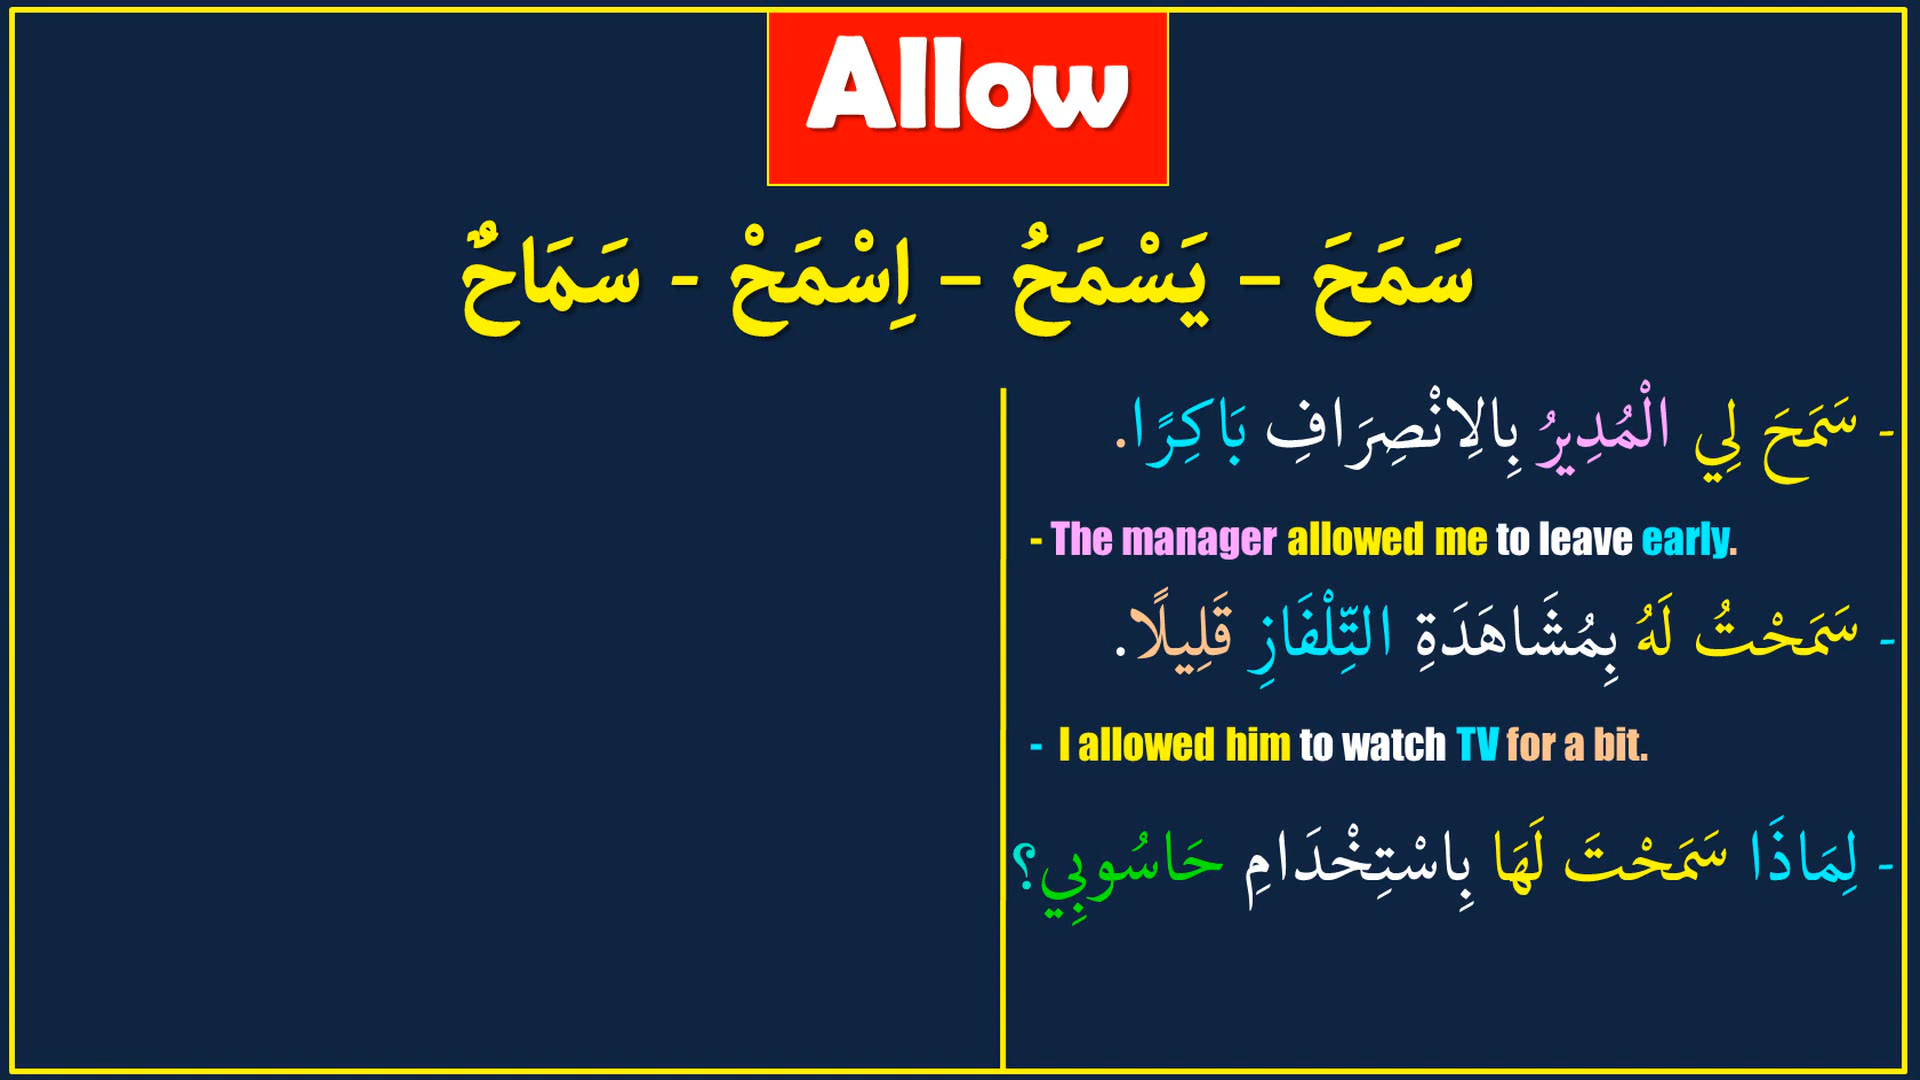 Allow
سَمَحَ – يَسْمَحُ – اِسْمَحْ - سَمَاحٌ
- سَمَحَ لِي الْمُدِيرُ بِالِانْصِرَافِ بَاكِرًا.
- The manager allowed me to leave early.
- سَمَحْتُ لَهُ بِمُشَاهَدَةِ التِّلْفَازِ قَلِيلًا.
- I allowed him to watch TV for a bit.
- لِمَاذَا سَمَحْتَ لَهَا بِاسْتِخْدَامِ حَاسُوبِي؟